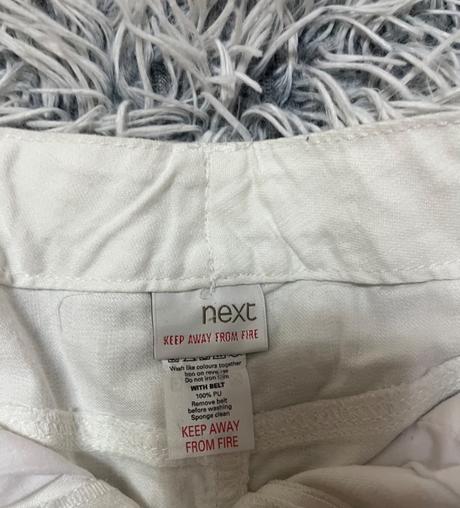 next
KEEP AWAY FROM FIRE
Wash like colours together
Iron on reverse
Do not iron trim
WITH BELT
100% PU
Remove belt
before washing
Sponge clean
KEEP AWAY
FROM FIRE